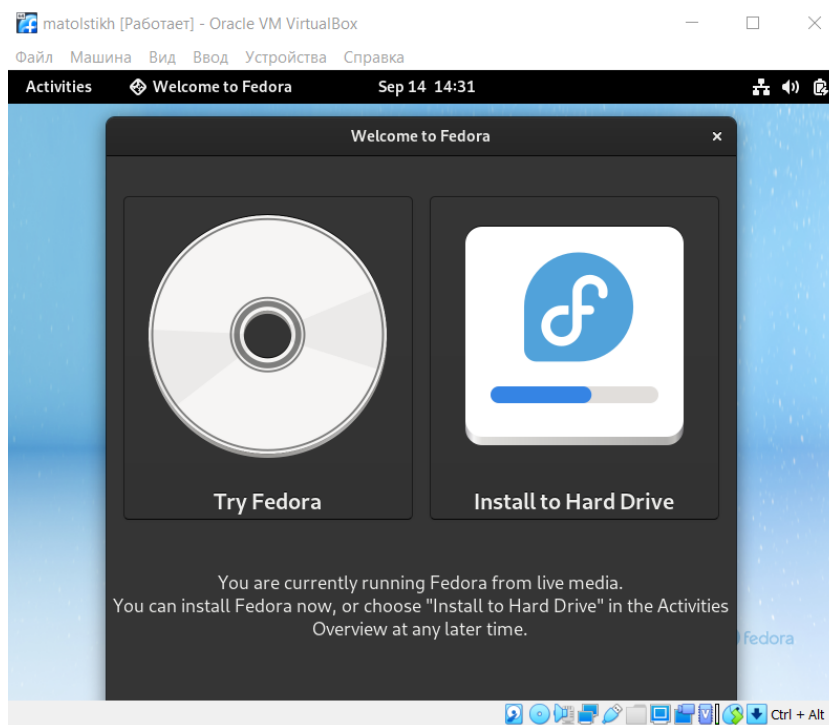 matolstikh [Работает] - Oracle VM VirtualBox
Файл Машина Вид Ввод Устройства Справка
Activities Welcome to Fedora Sep 14 14:31
Welcome to Fedora
Try Fedora Install to Hard Drive
You are currently running Fedora from live media.
You can install Fedora now, or choose "Install to Hard Drive" in the Activities
Overview at any later time.
fedora
Ctrl + Alt